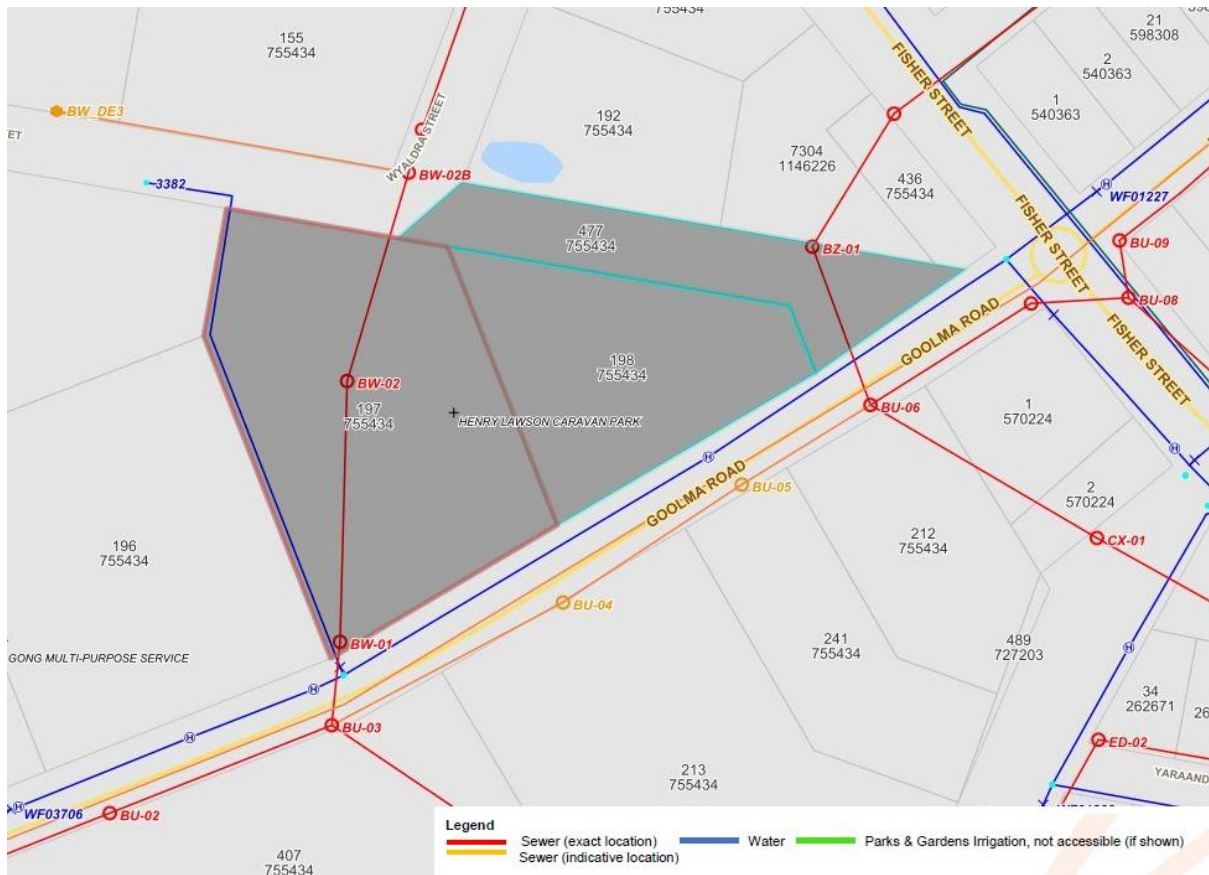 755434
155
755434
BW_DE3
ET
3382
WYALDRA STREET
BW-02B
192
755434
7304
1146226
436
755434
FISHER STREET
21
598308
2
540363
1
540363
WF01227
FISHER STREET
BU-09
BU-08
FISHER STREET
477
755434
BZ-01
GOOLMA ROAD
198
755434
BW-02
197
755434
HENRY LAWSON CARAVAN PARK
BU-06
1
570224
2
570224
CX-01
GOOLMA ROAD
BU-05
212
755434
196
755434
BU-04
241
755434
489
727203
GONG MULTI-PURPOSE SERVICE
BW-01
34
262671
26
BU-03
ED-02
YARAAND
213
755434
WF03706
BU-02
407
755434
H
H
H
H
H
H
H
Legend
Sewer (exact location)
Water
Parks & Gardens Irrigation, not accessible (if shown)
Sewer (indicative location)